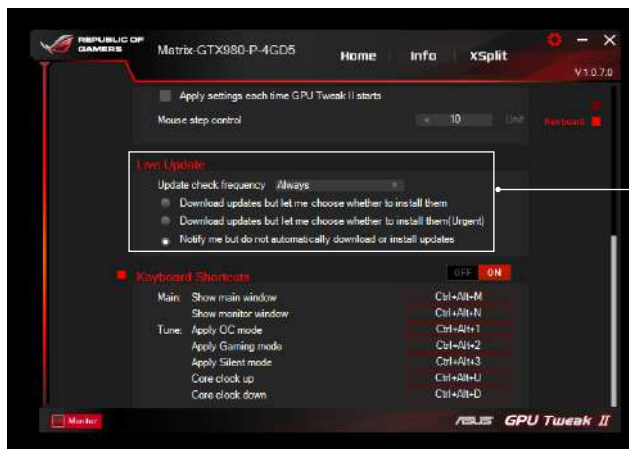 REPUBLIC OF
GAMERS
Matrix-GTX980-P-4GD5
Home Info XSplit
V1.0.7.0
Apply settings each time GPU Tweak II starts
Mouse step control 10 Unit
Keyboard
Live Update
Update check frequency Always
Download updates but let me choose whether to install them
Download updates but let me choose whether to install them(Urgent)
Notify me but do not automatically download or install updates
Keyboard Shortcuts OFF ON
Main: Show main window Ctrl+Alt+M
Show monitor window Ctrl+Alt+N
Tune: Apply OC mode Ctrl+Alt+1
Apply Gaming mode Ctrl+Alt+2
Apply Silent mode Ctrl+Alt+3
Core clock up Ctrl+Alt+U
Core clock down Ctrl+Alt+D
Monitor
ASUS GPU Tweak II